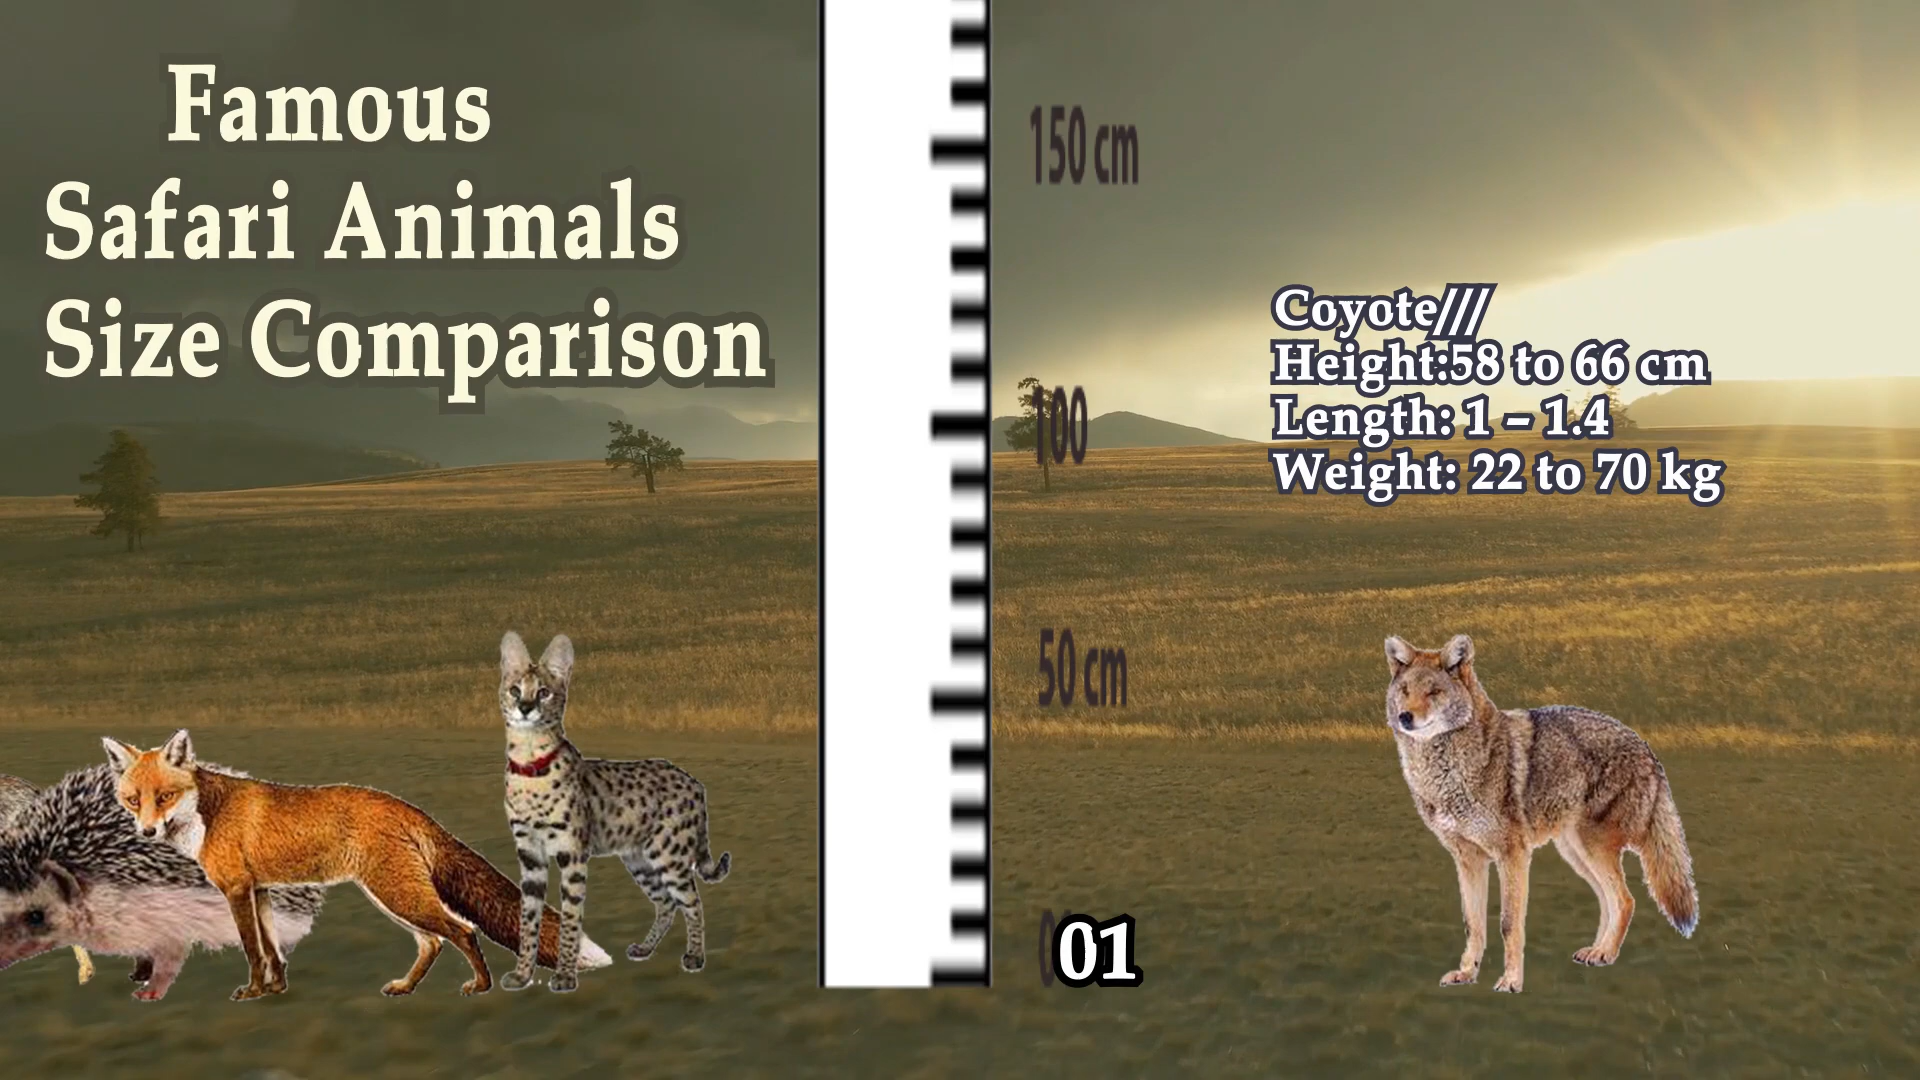 Famous
Safari Animals
Size Comparison
150 cm
100
50 cm
0
01
Coyote///
Height:58 to 66 cm
Length: 1 – 1.4
Weight: 22 to 70 kg